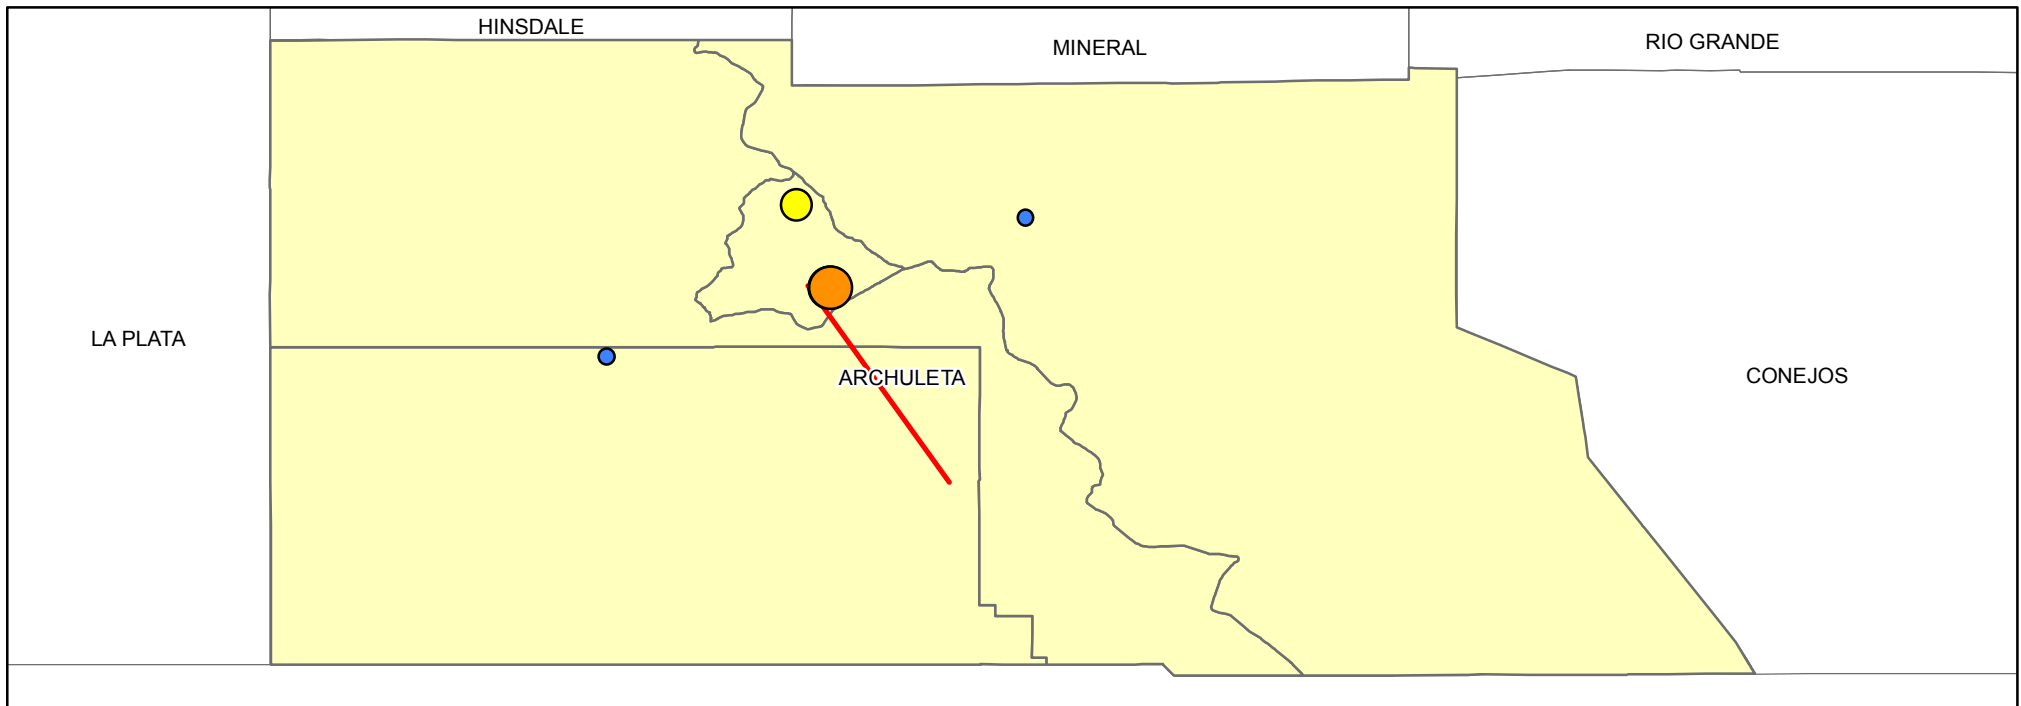 HINSDALE
MINERAL
RIO GRANDE
LA PLATA
ARCHULETA
CONEJOS